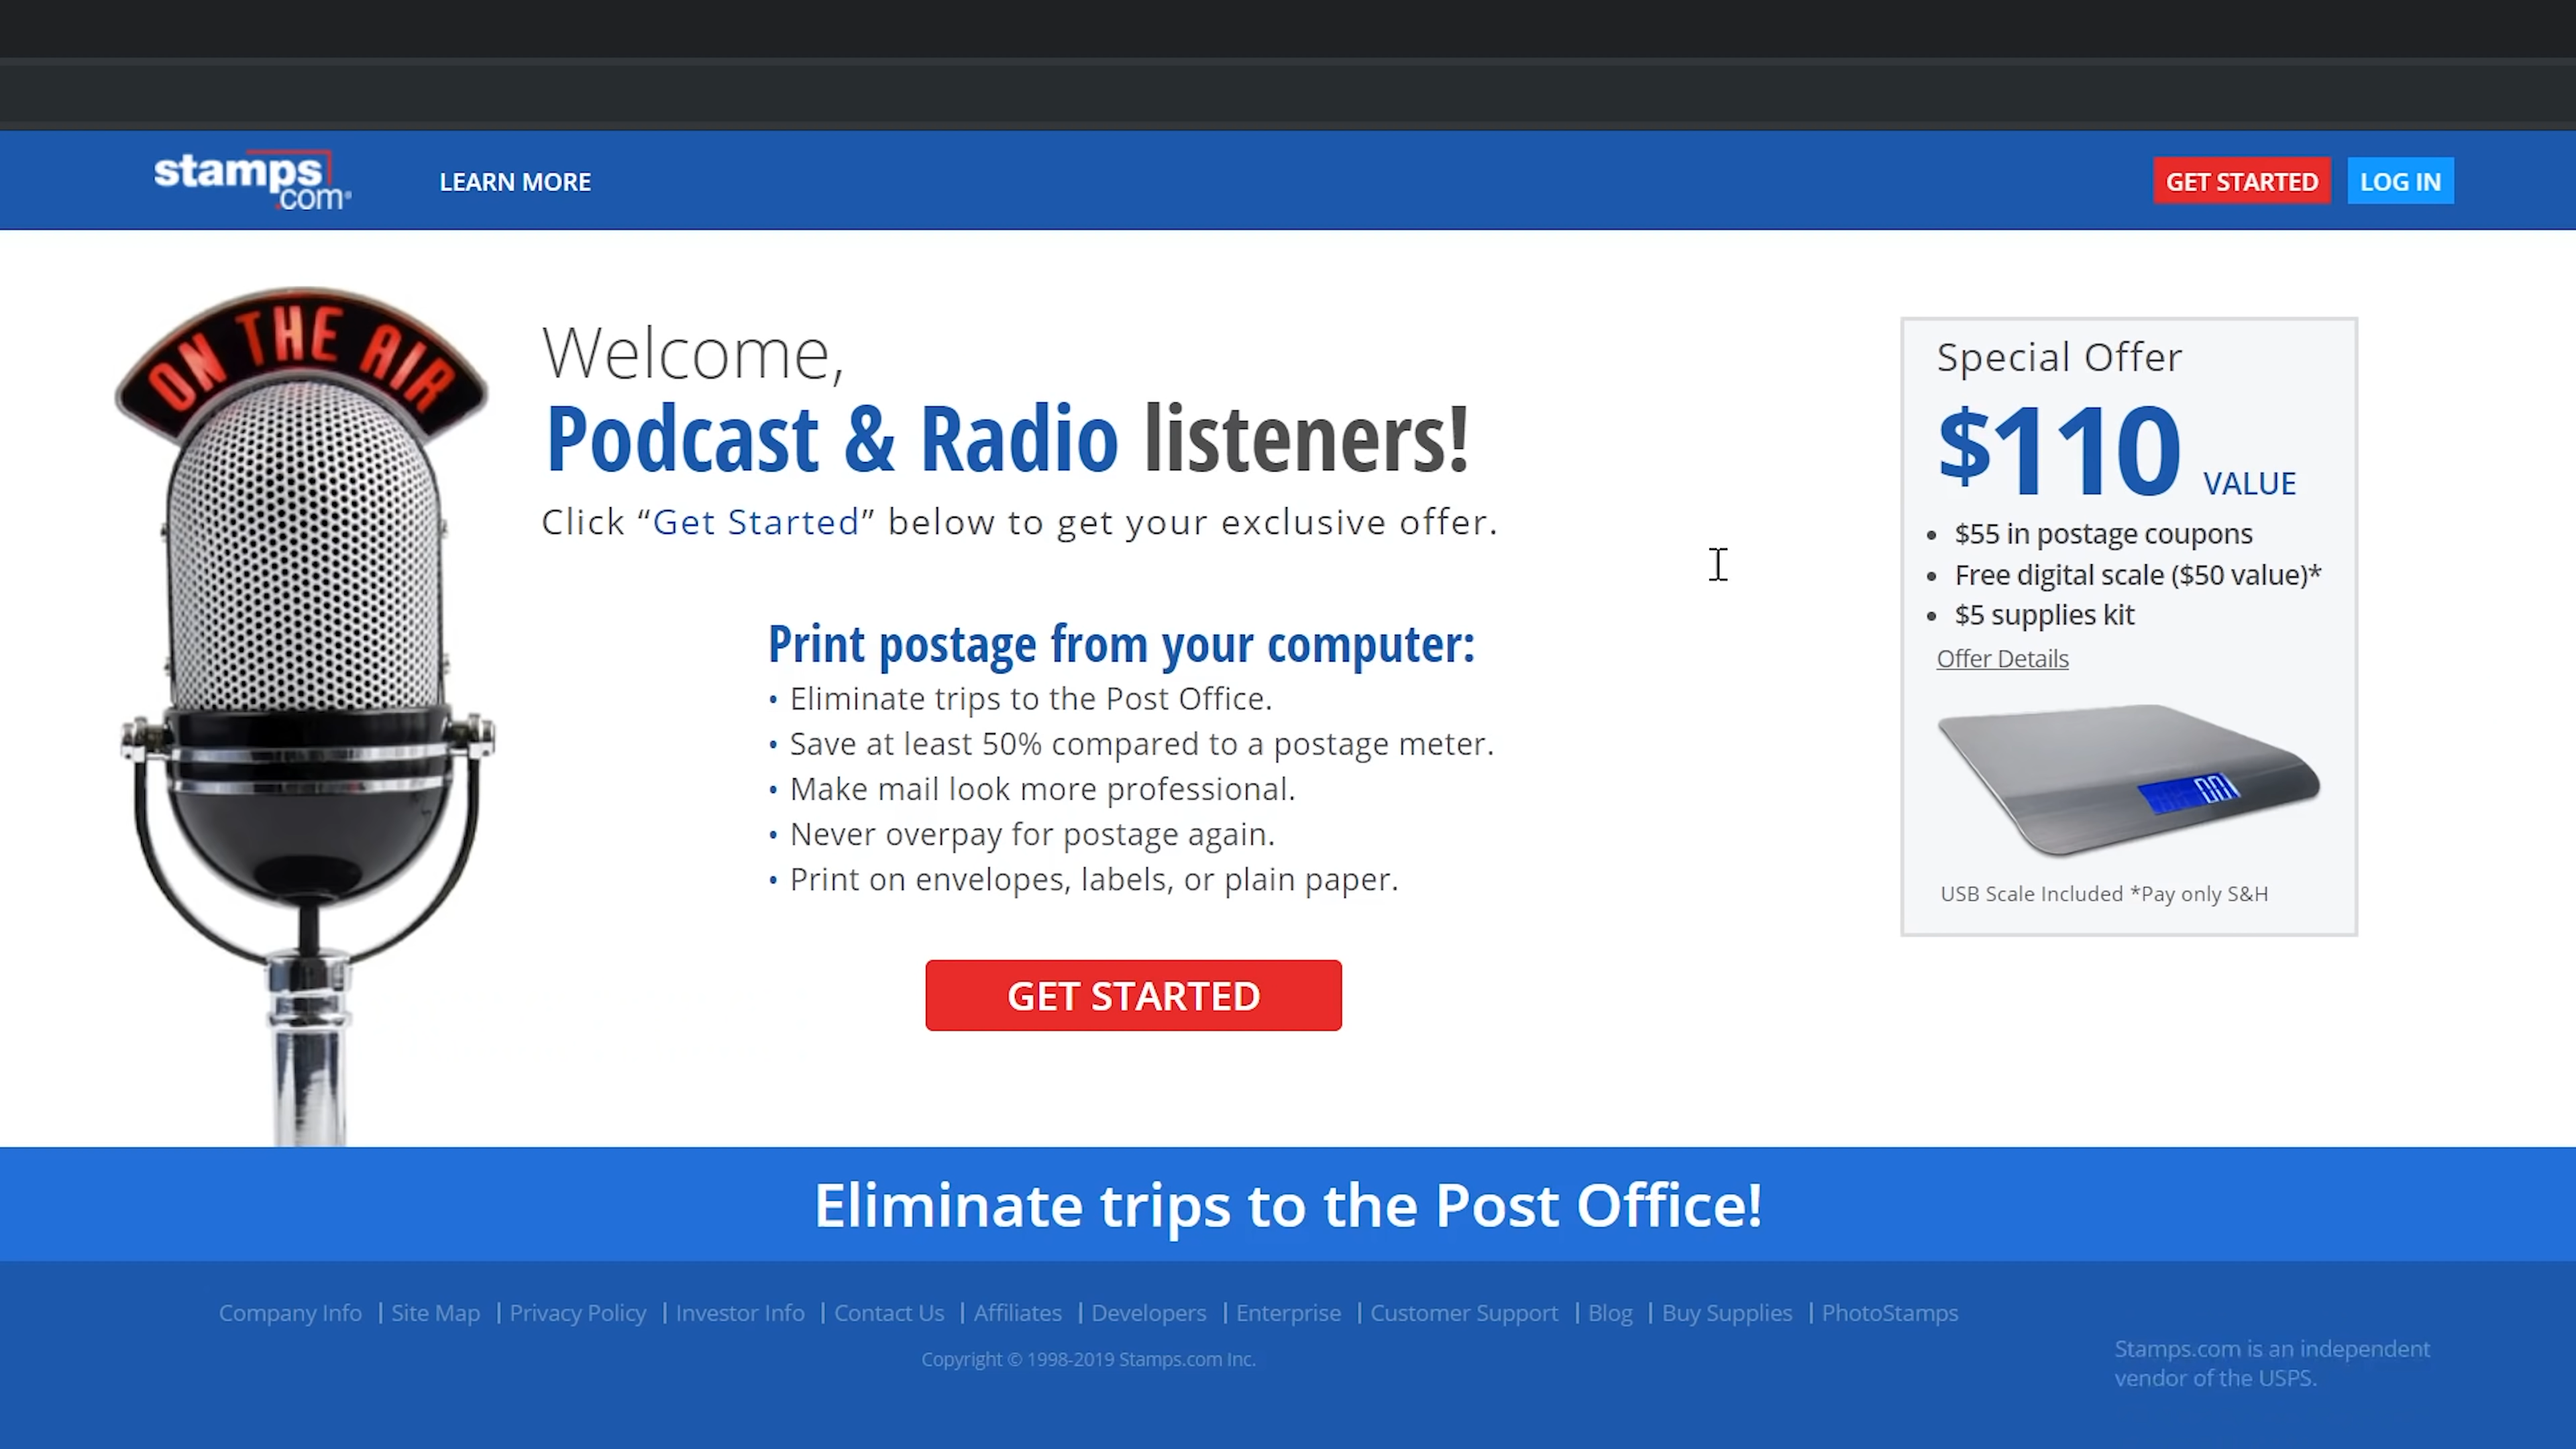 stamps
.com
LEARN MORE
GET STARTED
LOG IN
ON THE AIR
Welcome,
Podcast & Radio listeners!
Click “Get Started” below to get your exclusive offer.
Print postage from your computer:
• Eliminate trips to the Post Office.
• Save at least 50% compared to a postage meter.
• Make mail look more professional.
• Never overpay for postage again.
• Print on envelopes, labels, or plain paper.
GET STARTED
Special Offer
$110 VALUE
• $55 in postage coupons
• Free digital scale ($50 value)*
• $5 supplies kit
Offer Details
00
USB Scale Included *Pay only S&H
Eliminate trips to the Post Office!
Company Info | Site Map | Privacy Policy | Investor Info | Contact Us | Affiliates | Developers | Enterprise | Customer Support | Blog | Buy Supplies | PhotoStamps
Copyright © 1998-2019 Stamps.com Inc.
Stamps.com is an independent
vendor of the USPS.